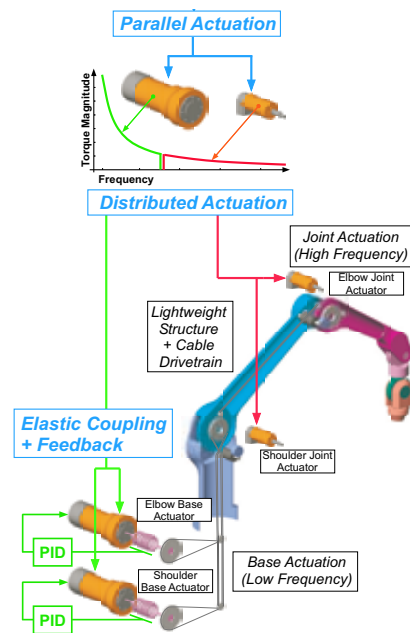 Parallel Actuation
Torque Magnitude
Frequency
Distributed Actuation
Joint Actuation
(High Frequency)
Elbow Joint
Actuator
Lightweight
Structure
+ Cable
Drivetrain
Elastic Coupling
+ Feedback
Shoulder Joint
Actuator
Elbow Base
Actuator
PID
Shoulder
Base Actuator
Base Actuation
(Low Frequency)
PID